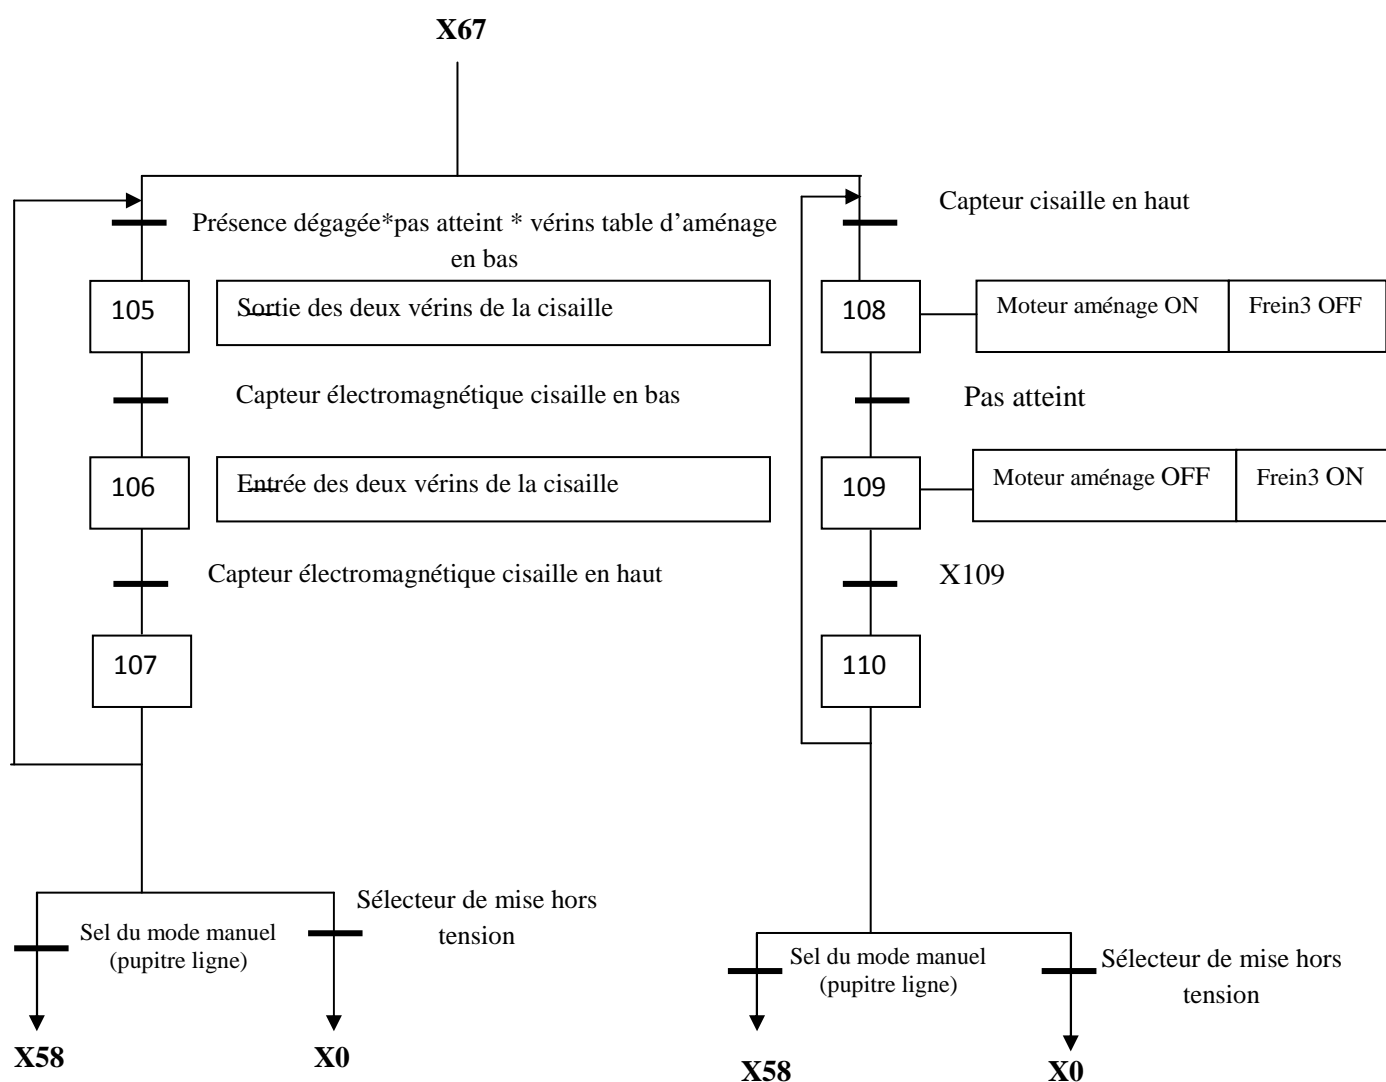 X67
Capteur cisaille en haut
Présence dégagée*pas atteint * vérins table d’aménage
en bas
105
Sortie des deux vérins de la cisaille
108
Moteur aménage ON
Frein3 OFF
Capteur électromagnétique cisaille en bas
Pas atteint
106
Entrée des deux vérins de la cisaille
109
Moteur aménage OFF
Frein3 ON
Capteur électromagnétique cisaille en haut
X109
107
110
Sel du mode manuel
(pupitre ligne)
Sélecteur de mise hors
tension
Sel du mode manuel
(pupitre ligne)
Sélecteur de mise hors
tension
X58
X0
X58
X0